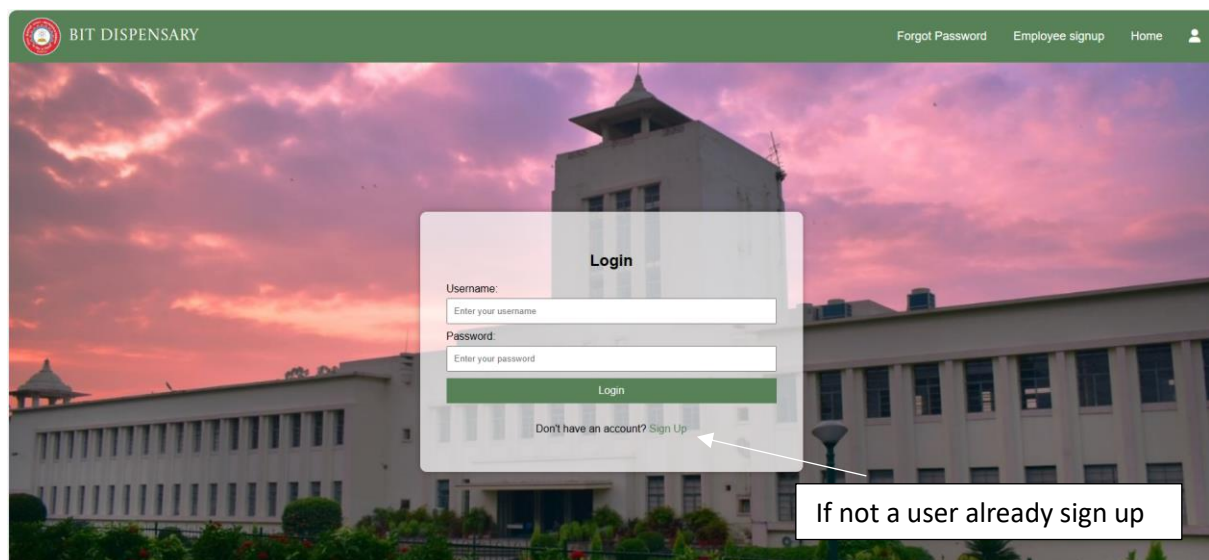 BIT DISPENSARY
Forgot Password Employee signup Home
Login
Username:
Enter your username
Password:
Enter your password
Login
Don't have an account? Sign Up
If not a user already sign up